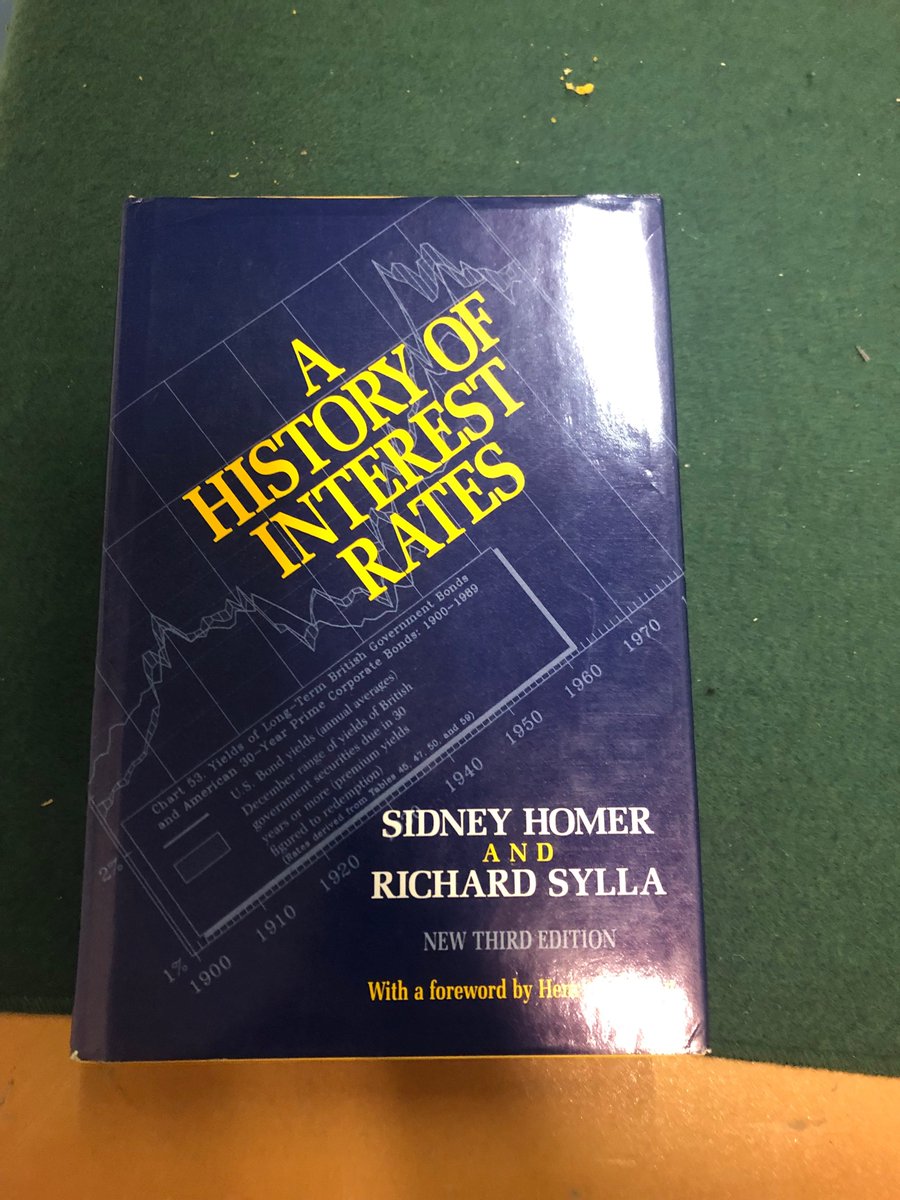 A
HISTORY OF
INTEREST
RATES
Chart 53. Yields of Long-Term British Government Bonds
and American 30-Year Prime Corporate Bonds: 1900-1989
U.S. Bond yields (annual averages)
December range of yields of British
government securities due in 30
years or more (premium yields
figured to redemption)
(Rates derived from Tables 45, 47, 50, and 59)
2%
1%
1900
1910
1920
1940
1950
1960
1970
SIDNEY HOMER
AND
RICHARD SYLLA
NEW THIRD EDITION
With a foreword by